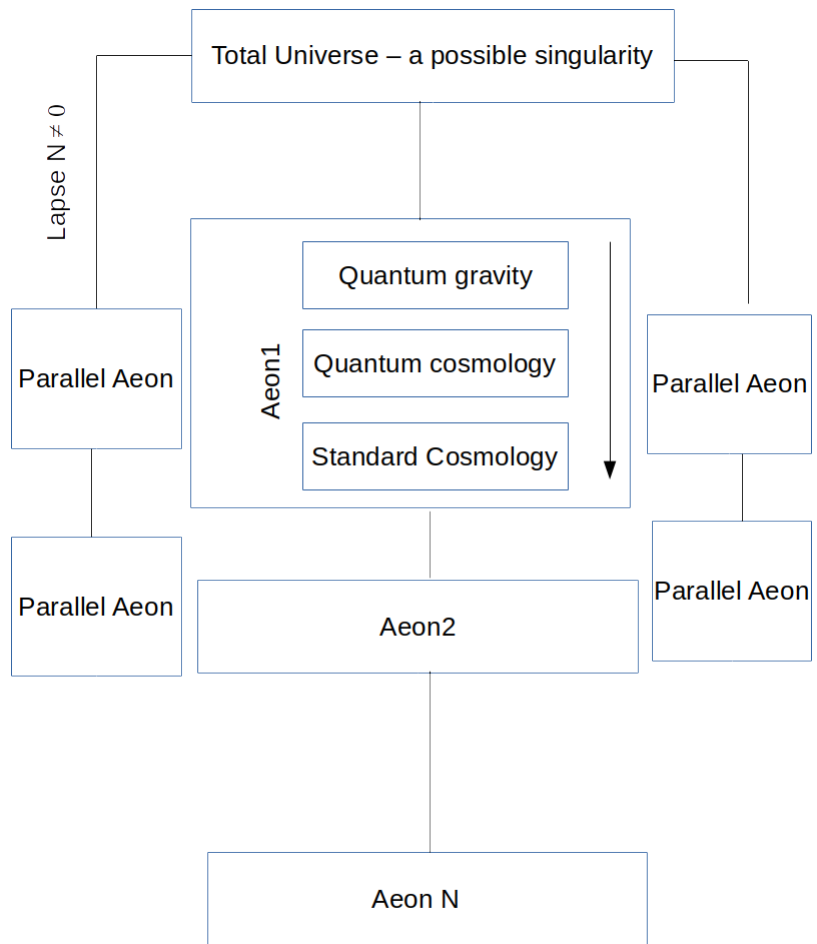 Total Universe – a possible singularity
Lapse N ≠ 0
Quantum gravity
Quantum cosmology
Standard Cosmology
Aeon1
Parallel Aeon
Parallel Aeon
Parallel Aeon
Parallel Aeon
Aeon2
Aeon N